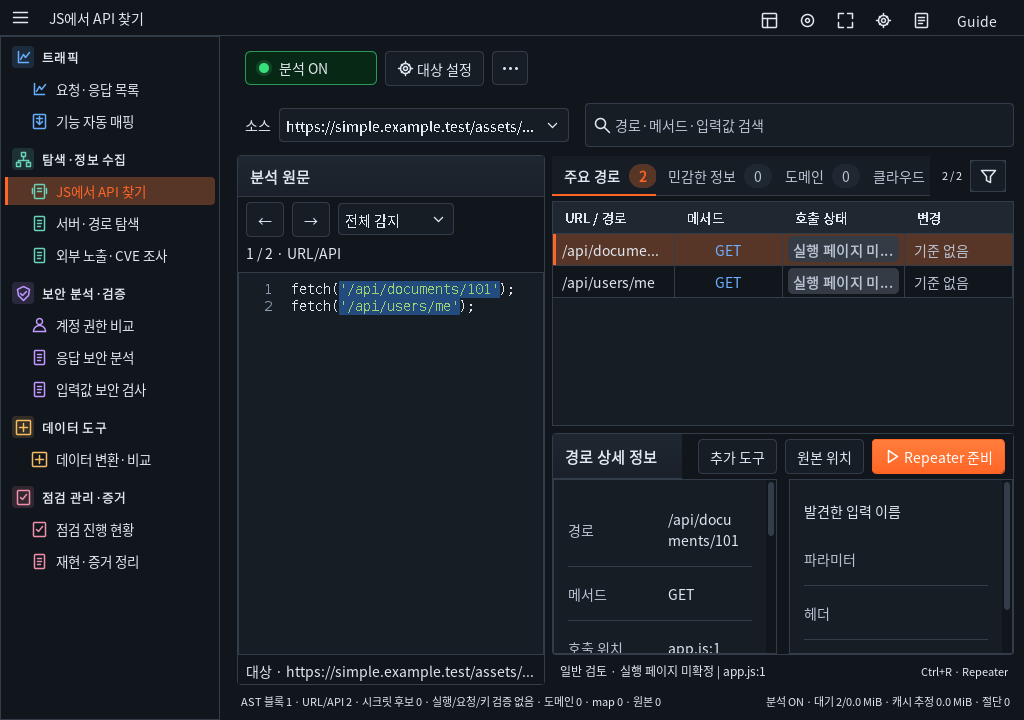 JS에서 API 찾기
Guide
트래픽
요청·응답 목록
기능 자동 매핑
탐색·정보 수집
JS에서 API 찾기
서버·경로 탐색
외부 노출·CVE 조사
보안 분석·검증
계정 권한 비교
응답 보안 분석
입력값 보안 검사
데이터 도구
데이터 변환·비교
점검 관리·증거
점검 진행 현황
재현·증거 정리
분석 ON
대상 설정
소스
https://simple.example.test/assets/...
경로·메서드·입력값 검색
분석 원문
← → 전체 감지
1 / 2 · URL/API
1 fetch('/api/documents/101');
2 fetch('/api/users/me');
대상 · https://simple.example.test/assets/...
주요 경로 2 민감한 정보 0 도메인 0 클라우드 2 / 2
URL / 경로 메서드 호출 상태 변경
/api/docume... GET 실행 페이지 미... 기준 없음
/api/users/me GET 실행 페이지 미... 기준 없음
경로 상세 정보
추가 도구
원본 위치
Repeater 준비
경로 /api/docu
ments/101
메서드 GET
호출 위치 app.js:1
발견한 입력 이름
파라미터
헤더
일반 검토 · 실행 페이지 미확정 | app.js:1
Ctrl+R · Repeater
AST 블록 1 · URL/API 2 · 시크릿 후보 0 · 실행/요청/키 검증 없음 · 도메인 0 · map 0 · 원본 0
분석 ON · 대기 2/0.0 MiB · 캐시 추정 0.0 MiB · 절단 0